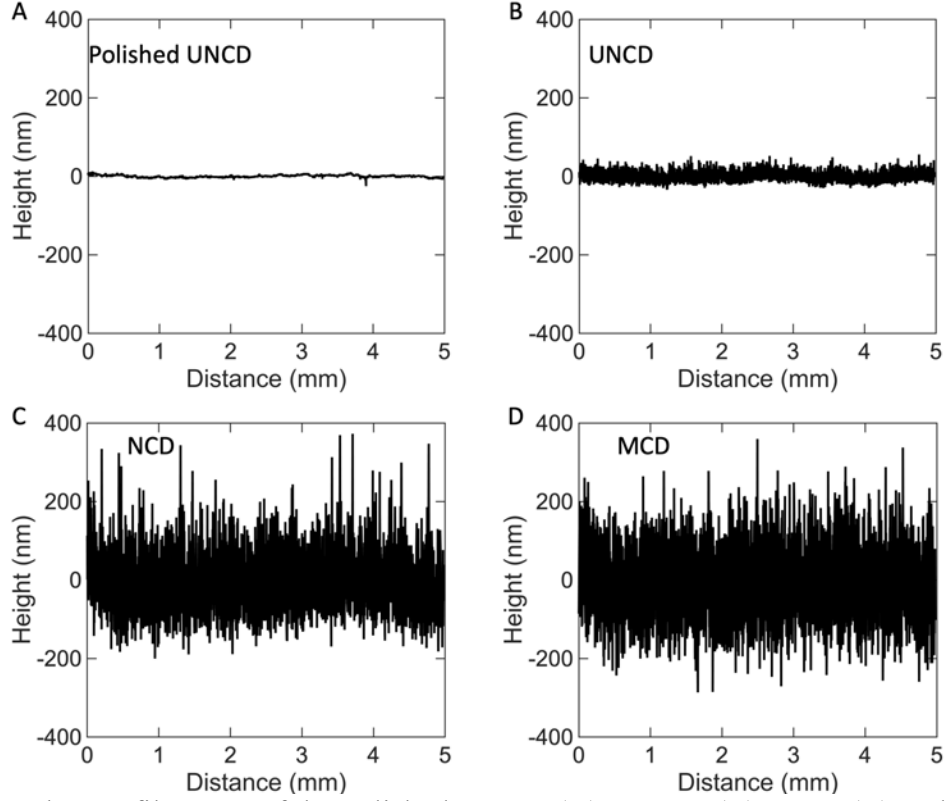 A
Polished UNCD
400
200
0
-200
-400
Height (nm)
0 1 2 3 4 5
Distance (mm)
B
UNCD
400
200
0
-200
-400
Height (nm)
0 1 2 3 4 5
Distance (mm)
C
NCD
400
200
0
-200
-400
Height (nm)
0 1 2 3 4 5
Distance (mm)
D
MCD
400
200
0
-200
-400
Height (nm)
0 1 2 3 4 5
Distance (mm)